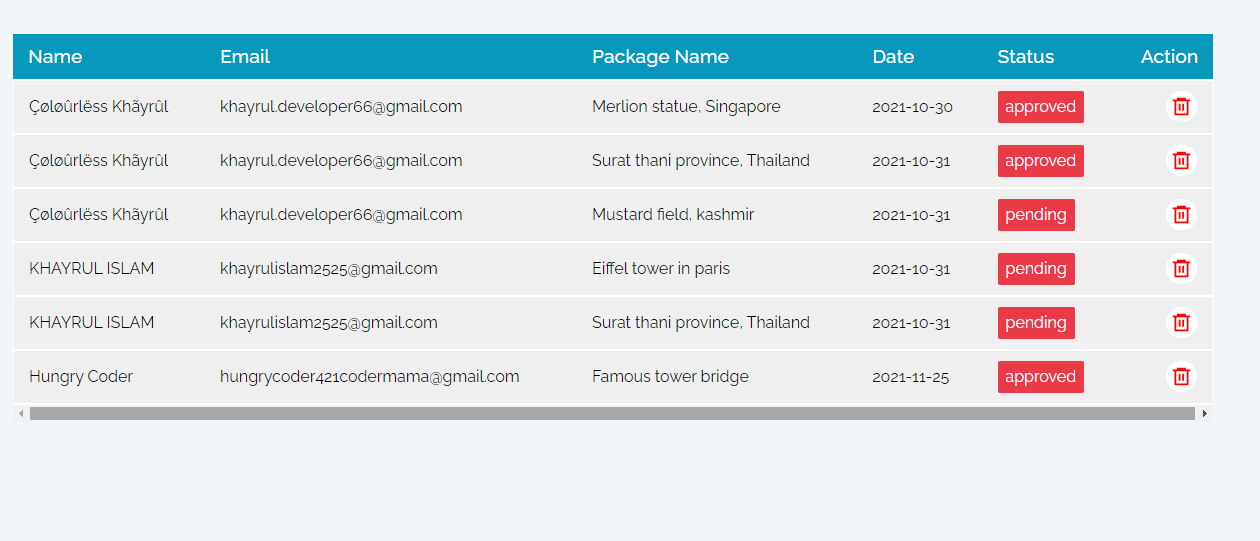 Name Email Package Name Date Status Action
Çøløûrlëss Khãyrûl khayrul.developer66@gmail.com Merlion statue, Singapore 2021-10-30 approved
Çøløûrlëss Khãyrûl khayrul.developer66@gmail.com Surat thani province, Thailand 2021-10-31 approved
Çøløûrlëss Khãyrûl khayrul.developer66@gmail.com Mustard field, kashmir 2021-10-31 pending
KHAYRUL ISLAM khayrulislam2525@gmail.com Eiffel tower in paris 2021-10-31 pending
KHAYRUL ISLAM khayrulislam2525@gmail.com Surat thani province, Thailand 2021-10-31 pending
Hungry Coder hungrycoder421codermama@gmail.com Famous tower bridge 2021-11-25 approved